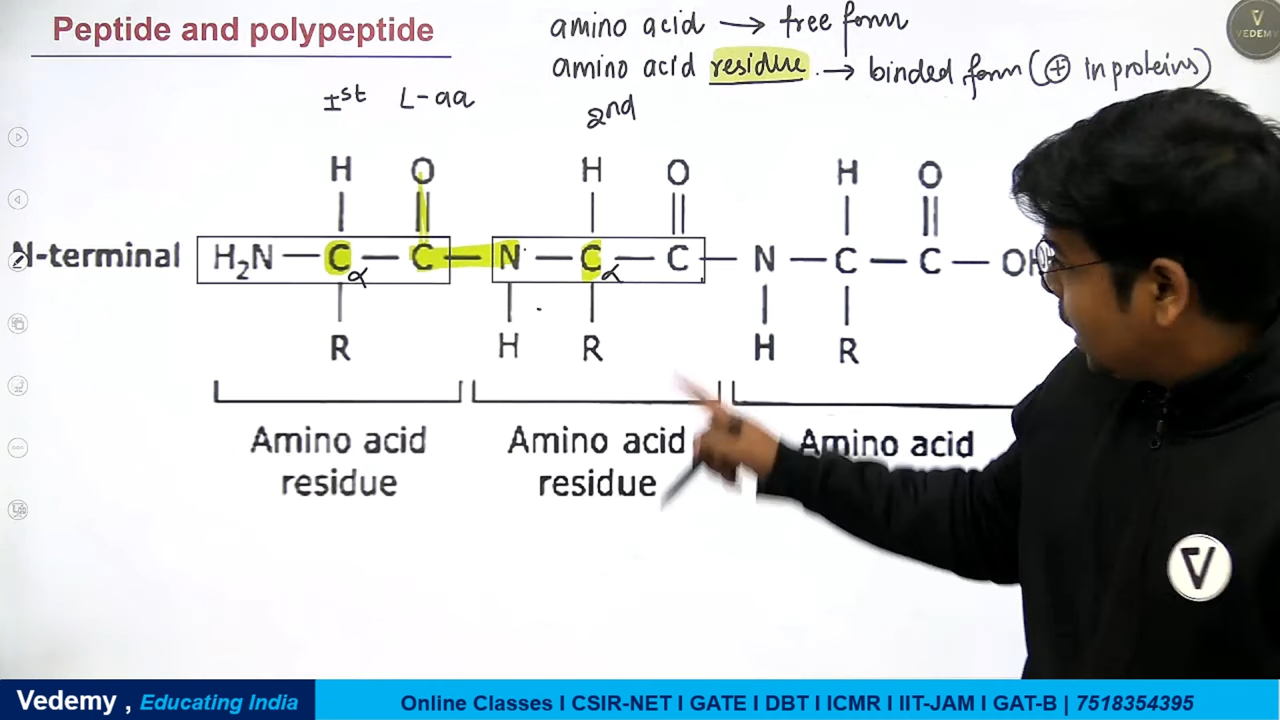 Peptide and polypeptide
amino acid → free form
amino acid residue → binded form (⊕ in proteins)
VEDEMY
1st L-aa
2nd
H O H O H O
N-terminal H₂N — C — C — N — C — C — N — C — C — OH
α α
R H R H R
Amino acid residue
Amino acid residue
Amino acid
Vedemy , Educating India
Online Classes I CSIR-NET I GATE I DBT I ICMR I IIT-JAM I GAT-B | 7518354395